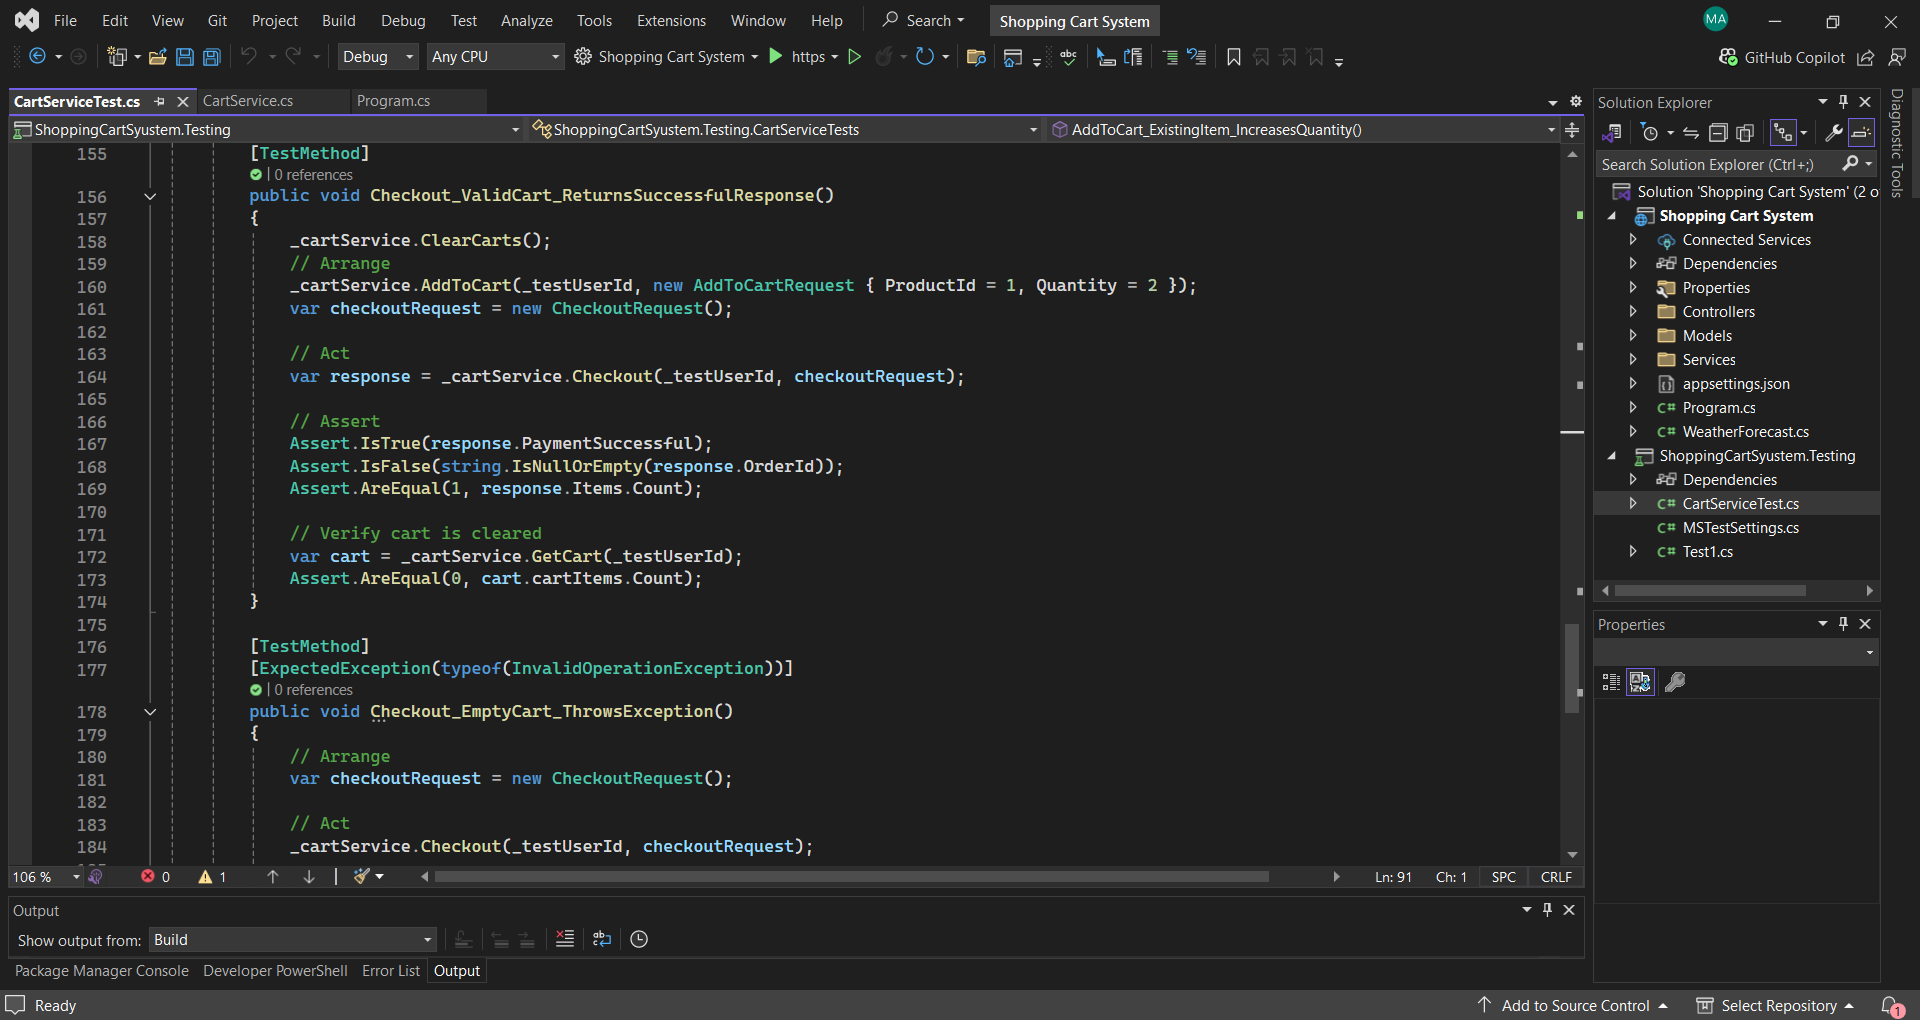 File Edit View Git Project Build Debug Test Analyze Tools Extensions Window Help Search Shopping Cart System MA
Debug Any CPU Shopping Cart System https GitHub Copilot
CartServiceTest.cs CartService.cs Program.cs
ShoppingCartSyustem.Testing ShoppingCartSyustem.Testing.CartServiceTests AddToCart_ExistingItem_IncreasesQuantity()
155 [TestMethod]
0 references
156 public void Checkout_ValidCart_ReturnsSuccessfulResponse()
157 {
158 _cartService.ClearCarts();
159 // Arrange
160 _cartService.AddToCart(_testUserId, new AddToCartRequest { ProductId = 1, Quantity = 2 });
161 var checkoutRequest = new CheckoutRequest();
162
163 // Act
164 var response = _cartService.Checkout(_testUserId, checkoutRequest);
165
166 // Assert
167 Assert.IsTrue(response.PaymentSuccessful);
168 Assert.IsFalse(string.IsNullOrEmpty(response.OrderId));
169 Assert.AreEqual(1, response.Items.Count);
170
171 // Verify cart is cleared
172 var cart = _cartService.GetCart(_testUserId);
173 Assert.AreEqual(0, cart.cartItems.Count);
174 }
175
176 [TestMethod]
177 [ExpectedException(typeof(InvalidOperationException))]
0 references
178 public void Checkout_EmptyCart_ThrowsException()
179 {
180 // Arrange
181 var checkoutRequest = new CheckoutRequest();
182
183 // Act
184 _cartService.Checkout(_testUserId, checkoutRequest);
106 % 0 1 Ln: 91 Ch: 1 SPC CRLF
Output
Show output from: Build
Package Manager Console Developer PowerShell Error List Output
Ready Add to Source Control Select Repository 1
Solution Explorer
Search Solution Explorer (Ctrl+;)
Solution 'Shopping Cart System' (2 o
Shopping Cart System
Connected Services
Dependencies
Properties
Controllers
Models
Services
appsettings.json
C# Program.cs
C# WeatherForecast.cs
ShoppingCartSyustem.Testing
Dependencies
C# CartServiceTest.cs
C# MSTestSettings.cs
C# Test1.cs
Properties
Diagnostic Tools